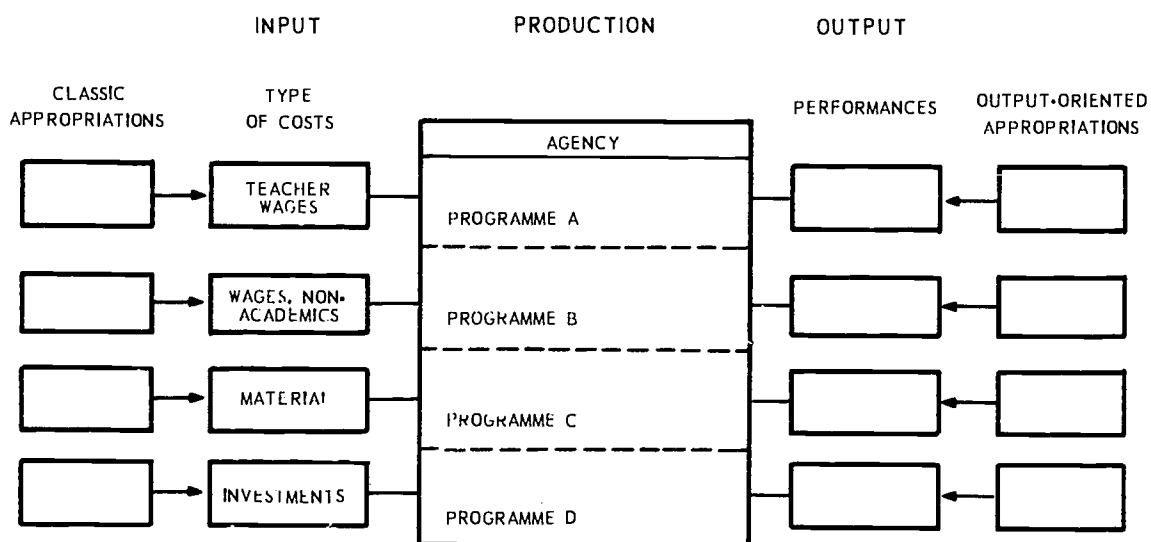 INPUT
PRODUCTION
OUTPUT
CLASSIC
APPROPRIATIONS
TYPE
OF COSTS
PERFORMANCES
OUTPUT-ORIENTED
APPROPRIATIONS
AGENCY
TEACHER
WAGES
PROGRAMME A
WAGES, NON-
ACADEMICS
PROGRAMME B
MATERIAL
PROGRAMME C
INVESTMENTS
PROGRAMME D